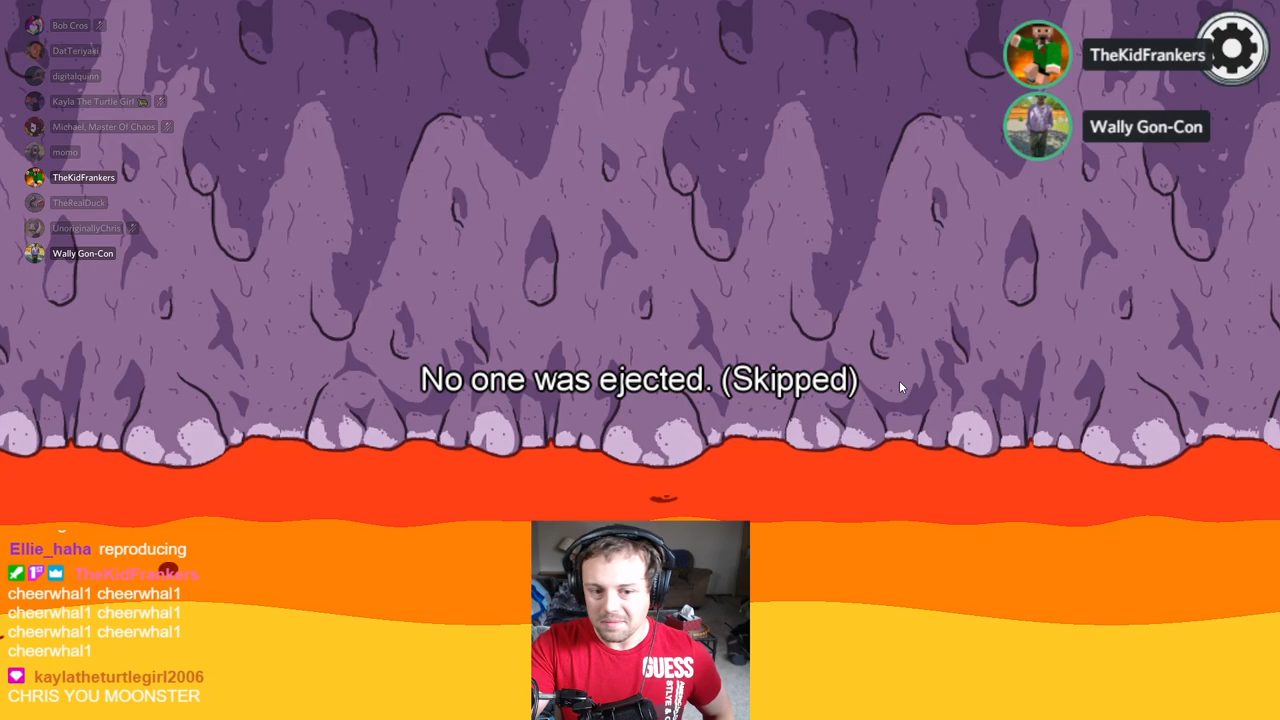 Bob Cros
DatTeriyaki
digitalquinn
Kayla The Turtle Girl
Michael, Master Of Chaos
momo
TheKidFrankers
TheRealDuck
UnoriginallyChris
Wally Gon-Con
TheKidFrankers
Wally Gon-Con
No one was ejected. (Skipped)
Ellie_haha reproducing
TheKidFrankers
cheerwhal1 cheerwhal1
cheerwhal1 cheerwhal1
cheerwhal1 cheerwhal1
cheerwhal1
kaylatheturtlegirl2006
CHRIS YOU MOONSTER
GUESS